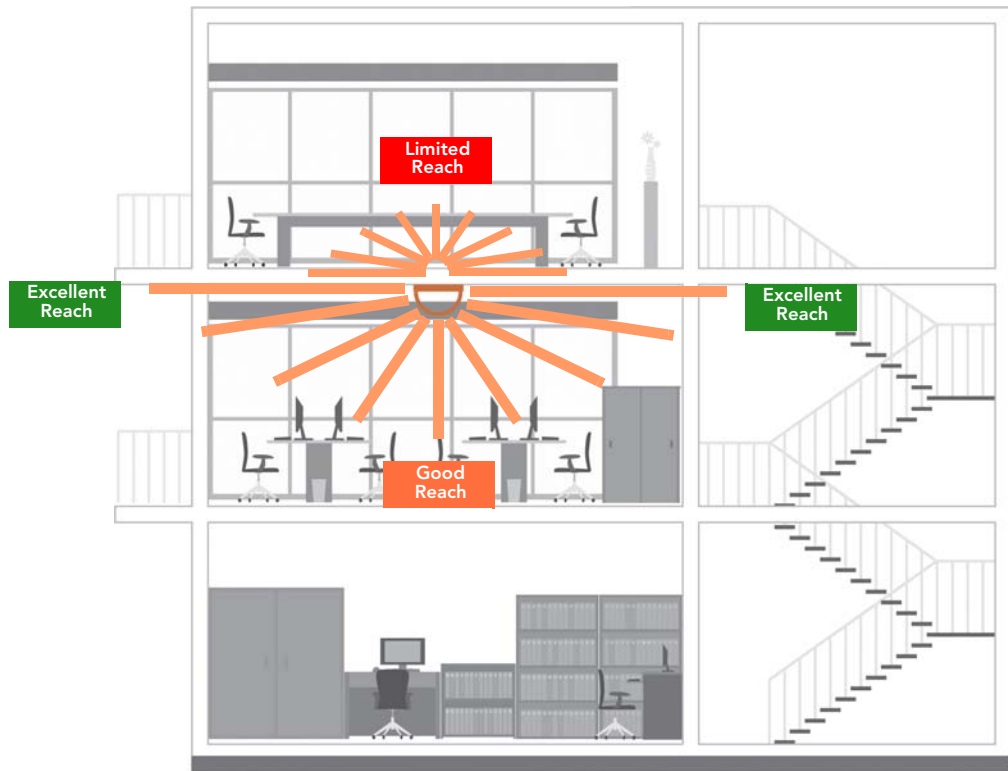 Limited
Reach
Excellent
Reach
Excellent
Reach
Good
Reach